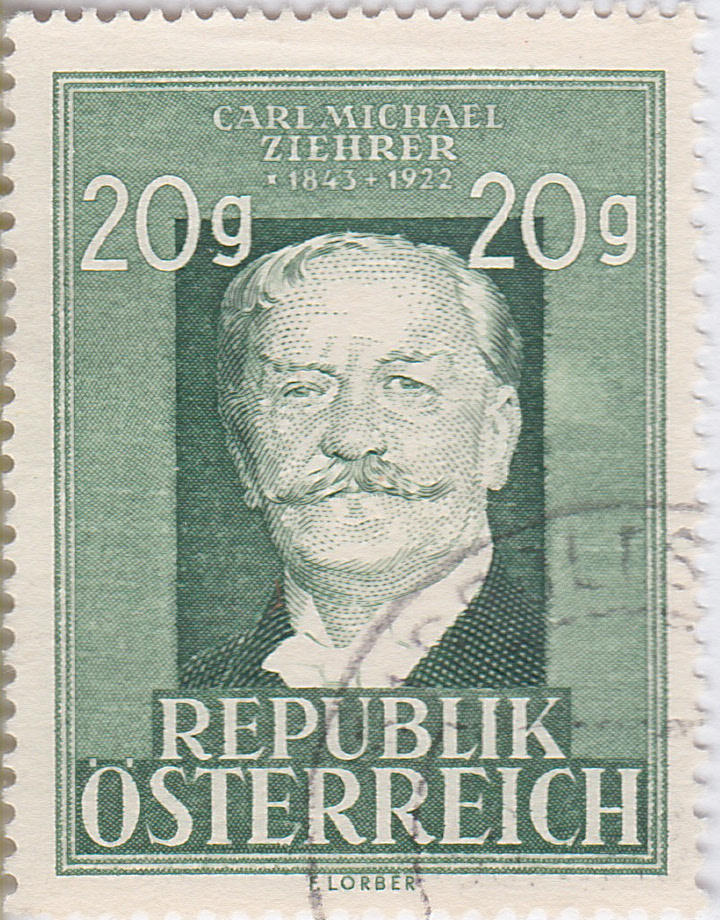 CARL MICHAEL
ZIEHRER
* 1843 + 1922
20g 20g
REPUBLIK
ÖSTERREICH
F. LORBER